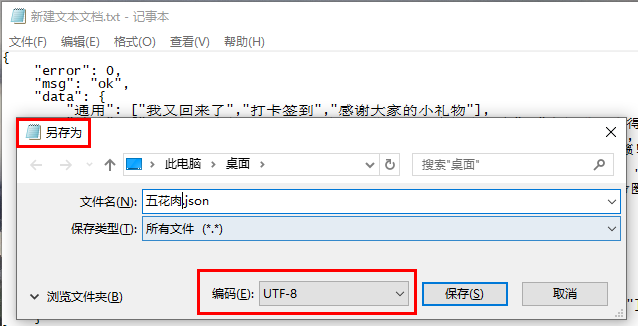 新建文本文档.txt - 记事本
文件(F) 编辑(E) 格式(O) 查看(V) 帮助(H)
{
"error": 0,
"msg": "ok",
"data": {
"通用": ["我又回来了","打卡签到","感谢大家的小礼物"],
另存为
此电脑 桌面
搜索"桌面"
文件名(N): 五花肉.json
保存类型(T): 所有文件 (*.*)
浏览文件夹(B)
编码(E): UTF-8
保存(S)
取消